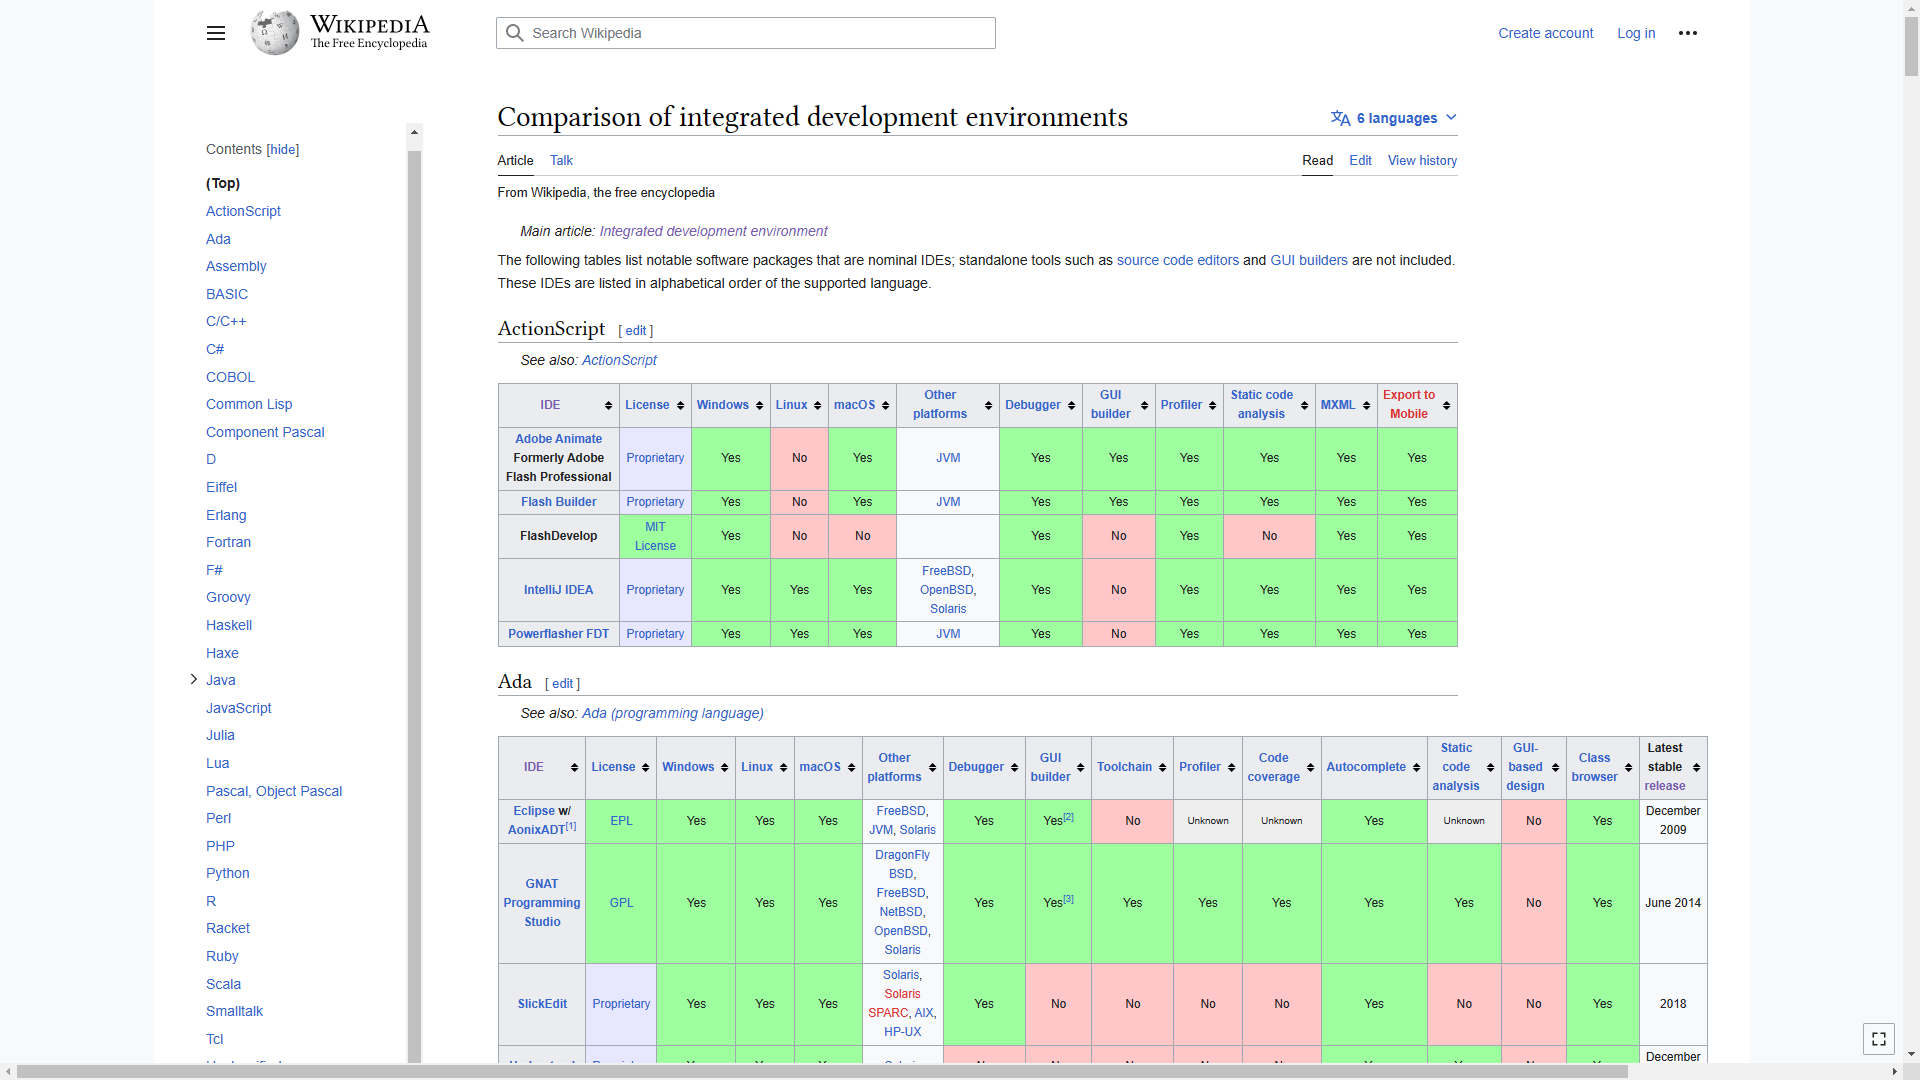 WIKIPEDIA
The Free Encyclopedia
Search Wikipedia
Create account
Log in
Contents [hide]
(Top)
ActionScript
Ada
Assembly
BASIC
C/C++
C#
COBOL
Common Lisp
Component Pascal
D
Eiffel
Erlang
Fortran
F#
Groovy
Haskell
Haxe
Java
JavaScript
Julia
Lua
Pascal, Object Pascal
Perl
PHP
Python
R
Racket
Ruby
Scala
Smalltalk
Tcl
Comparison of integrated development environments
6 languages
Article Talk Read Edit View history
From Wikipedia, the free encyclopedia
Main article: Integrated development environment
The following tables list notable software packages that are nominal IDEs; standalone tools such as source code editors and GUI builders are not included.
These IDEs are listed in alphabetical order of the supported language.
ActionScript [ edit ]
See also: ActionScript
IDE License Windows Linux macOS Other platforms Debugger GUI builder Profiler Static code analysis MXML Export to Mobile
Adobe Animate Formerly Adobe Flash Professional Proprietary Yes No Yes JVM Yes Yes Yes Yes Yes Yes
Flash Builder Proprietary Yes No Yes JVM Yes Yes Yes Yes Yes Yes
FlashDevelop MIT License Yes No No Yes No Yes No Yes Yes
IntelliJ IDEA Proprietary Yes Yes Yes FreeBSD, OpenBSD, Solaris Yes No Yes Yes Yes Yes
Powerflasher FDT Proprietary Yes Yes Yes JVM Yes No Yes Yes Yes Yes
Ada [ edit ]
See also: Ada (programming language)
IDE License Windows Linux macOS Other platforms Debugger GUI builder Toolchain Profiler Code coverage Autocomplete Static code analysis GUI-based design Class browser Latest stable release
Eclipse w/ AonixADT[1] EPL Yes Yes Yes FreeBSD, JVM, Solaris Yes Yes[2] No Unknown Unknown Yes Unknown No Yes December 2009
GNAT Programming Studio GPL Yes Yes Yes DragonFly BSD, FreeBSD, NetBSD, OpenBSD, Solaris Yes Yes[3] Yes Yes Yes Yes Yes No Yes June 2014
SlickEdit Proprietary Yes Yes Yes Solaris, Solaris SPARC, AIX, HP-UX Yes No No No No Yes No No Yes 2018
December